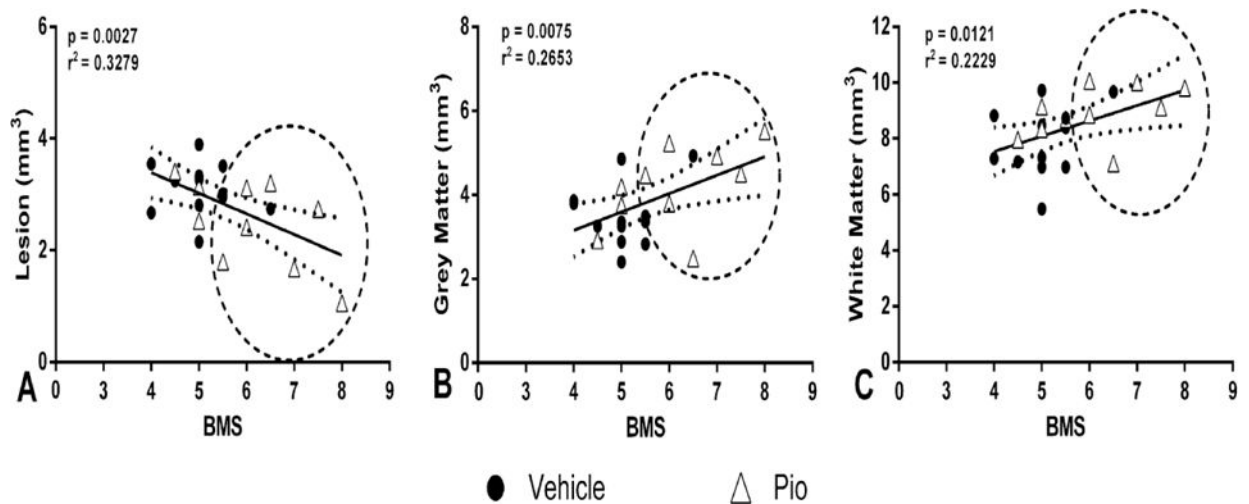 p = 0.0027
r² = 0.3279
6
4
2
0
Lesion (mm³)
A
0 3 4 5 6 7 8 9
BMS
p = 0.0075
r² = 0.2653
8
6
4
2
0
Grey Matter (mm³)
B
0 3 4 5 6 7 8 9
BMS
p = 0.0121
r² = 0.2229
12
10
8
6
4
2
0
White Matter (mm³)
C
0 3 4 5 6 7 8 9
BMS
Vehicle Pio